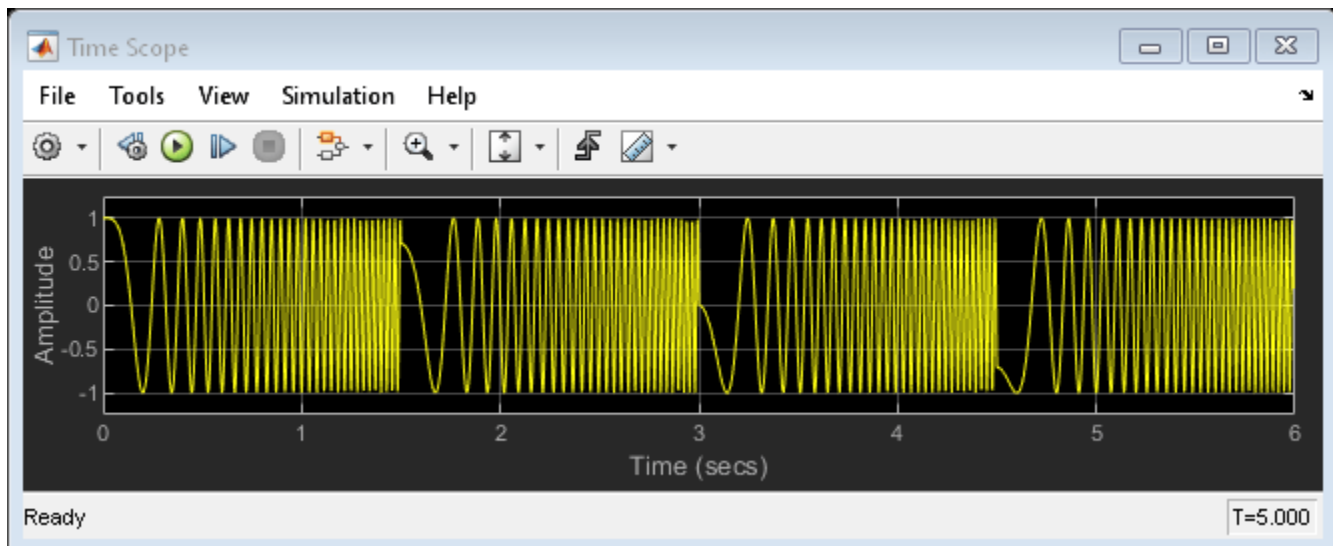 Time Scope
File Tools View Simulation Help
Amplitude
1
0.5
0
-0.5
-1
0 1 2 3 4 5 6
Time (secs)
Ready T=5.000